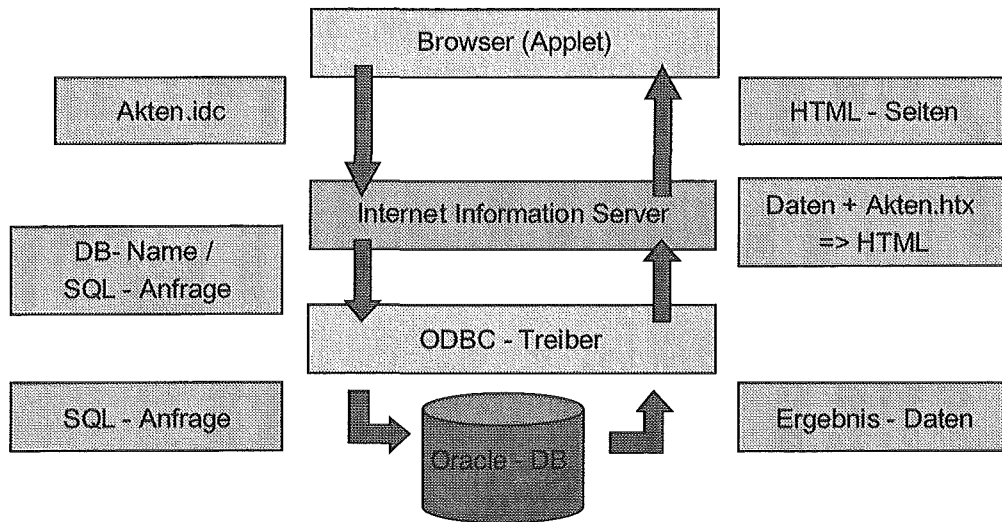 Browser (Applet)
Akten.idc
HTML - Seiten
Internet Information Server
Daten + Akten.htx
=> HTML
DB- Name /
SQL - Anfrage
ODBC - Treiber
SQL - Anfrage
Oracle - DB
Ergebnis - Daten